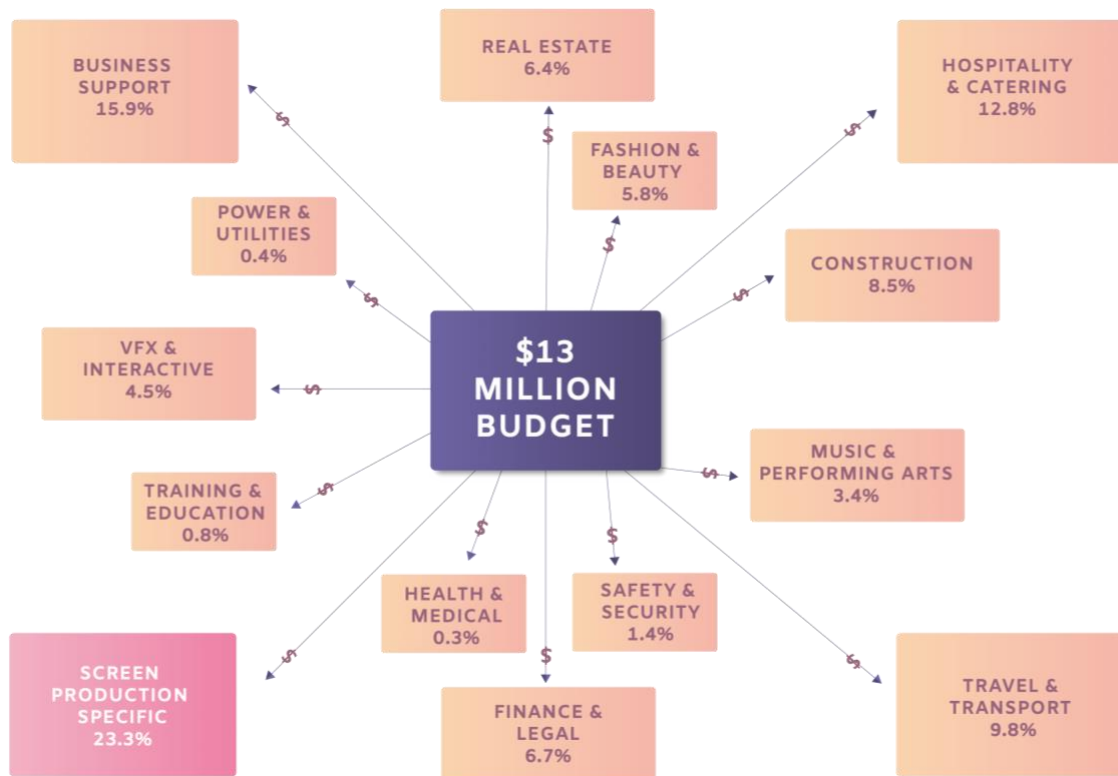 BUSINESS
SUPPORT
15.9%
REAL ESTATE
6.4%
HOSPITALITY
& CATERING
12.8%
$
$
$
FASHION &
BEAUTY
5.8%
POWER &
UTILITIES
0.4%
$
CONSTRUCTION
8.5%
$
$
VFX &
INTERACTIVE
4.5%
$
$13
MILLION
BUDGET
MUSIC &
PERFORMING ARTS
3.4%
$
TRAINING &
EDUCATION
0.8%
$
$
$
HEALTH &
MEDICAL
0.3%
SAFETY &
SECURITY
1.4%
SCREEN
PRODUCTION
SPECIFIC
23.3%
$
$
$
FINANCE &
LEGAL
6.7%
TRAVEL &
TRANSPORT
9.8%